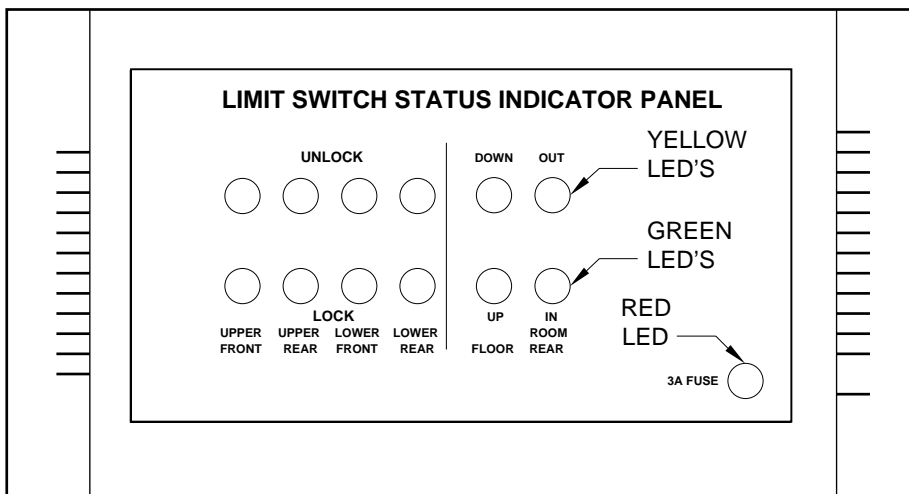 LIMIT SWITCH STATUS INDICATOR PANEL
UNLOCK
DOWN OUT
YELLOW
LED'S
GREEN
LED'S
LOCK
UPPER FRONT
UPPER REAR
LOWER FRONT
LOWER REAR
UP
FLOOR
IN
ROOM
REAR
RED
LED
3A FUSE